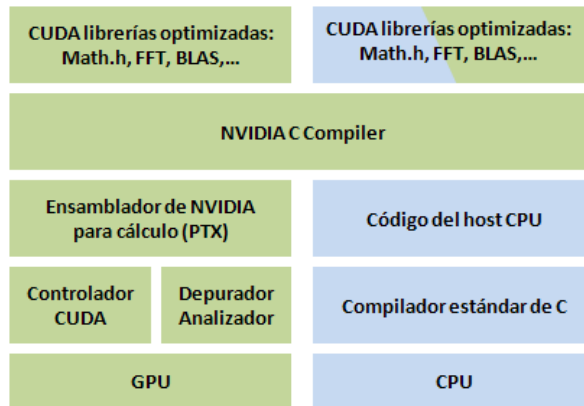 CUDA librerías optimizadas:
Math.h, FFT, BLAS,...
CUDA librerías optimizadas:
Math.h, FFT, BLAS,...
NVIDIA C Compiler
Ensamblador de NVIDIA
para cálculo (PTX)
Código del host CPU
Controlador
CUDA
Depurador
Analizador
Compilador estándar de C
GPU
CPU